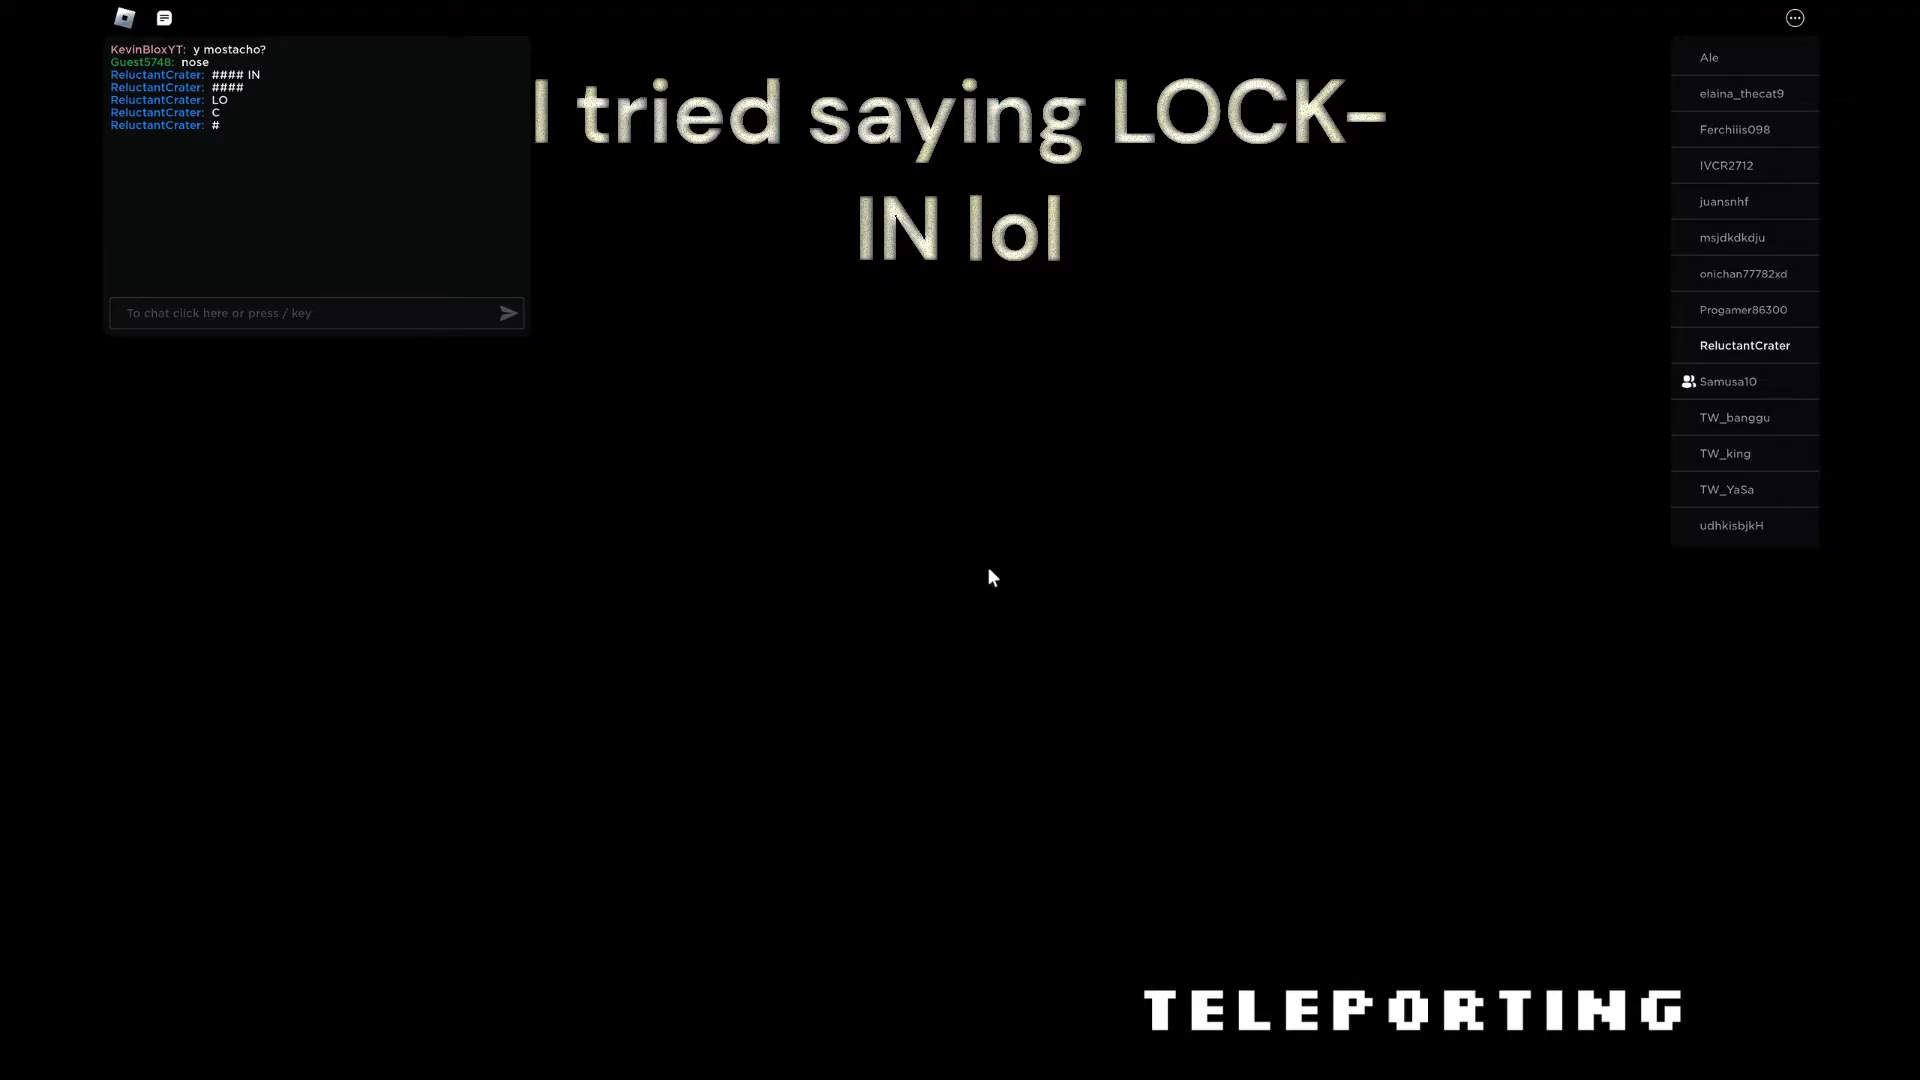 KevinBloxYT: y mostacho?
Guest5748: nose
ReluctantCrater: #### IN
ReluctantCrater: ####
ReluctantCrater: LO
ReluctantCrater: C
ReluctantCrater: #
To chat click here or press / key
I tried saying LOCK-
IN lol
Ale
elaina_thecat9
Ferchiiis098
IVCR2712
juansnhf
msjdkdkdju
onichan77782xd
Progamer86300
ReluctantCrater
Samusa10
TW_banggu
TW_king
TW_YaSa
udhkisbjkH
TELEPORTING